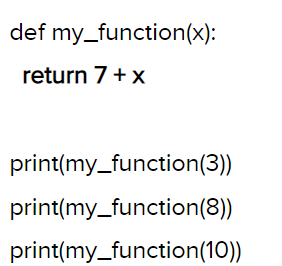 def my_function(x):
return 7 + x
print(my_function(3))
print(my_function(8))
print(my_function(10))